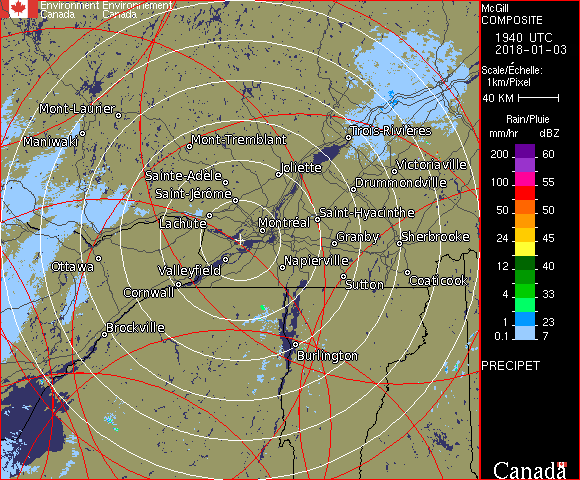 Environment Environnement
Canada Canada
McGill
COMPOSITE
1940 UTC
2018-01-03
Scale/Échelle:
1km/Pixel
40 KM
Rain/Pluie
mm/hr dBZ
200 60
100 55
100 55
50 50
24 45
12 40
4 33
1 23
0.1 7
PRECIPET
Canada
Mont-Laurier
Maniwaki
Mont-Tremblant
Trois-Rivières
Joliette
Victoriaville
Sainte-Adèle
Drummondville
Saint-Jérôme
Saint-Hyacinthe
Lachute
Montréal
Granby
Sherbrooke
Ottawa
Valleyfield
Napierville
Sutton
Coaticook
Cornwall
Brockville
Burlington